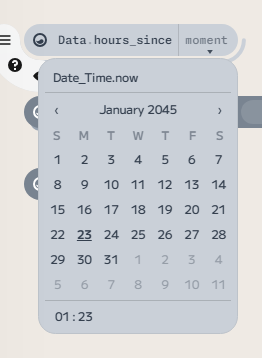 Data.hours_since moment
Date_Time.now
‹ January 2045 ›
S M T W T F S
1 2 3 4 5 6 7
8 9 10 11 12 13 14
15 16 17 18 19 20 21
22 23 24 25 26 27 28
29 30 31 1 2 3 4
5 6 7 8 9 10 11
01:23